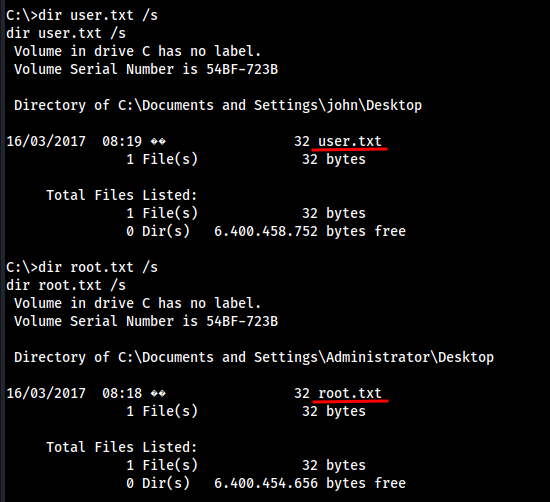 C:\>dir user.txt /s
dir user.txt /s
 Volume in drive C has no label.
 Volume Serial Number is 54BF-723B

 Directory of C:\Documents and Settings\john\Desktop

16/03/2017  08:19 ��                32 user.txt
               1 File(s)             32 bytes

     Total Files Listed:
               1 File(s)             32 bytes
               0 Dir(s)   6.400.458.752 bytes free

C:\>dir root.txt /s
dir root.txt /s
 Volume in drive C has no label.
 Volume Serial Number is 54BF-723B

 Directory of C:\Documents and Settings\Administrator\Desktop

16/03/2017  08:18 ��                32 root.txt
               1 File(s)             32 bytes

     Total Files Listed:
               1 File(s)             32 bytes
               0 Dir(s)   6.400.454.656 bytes free